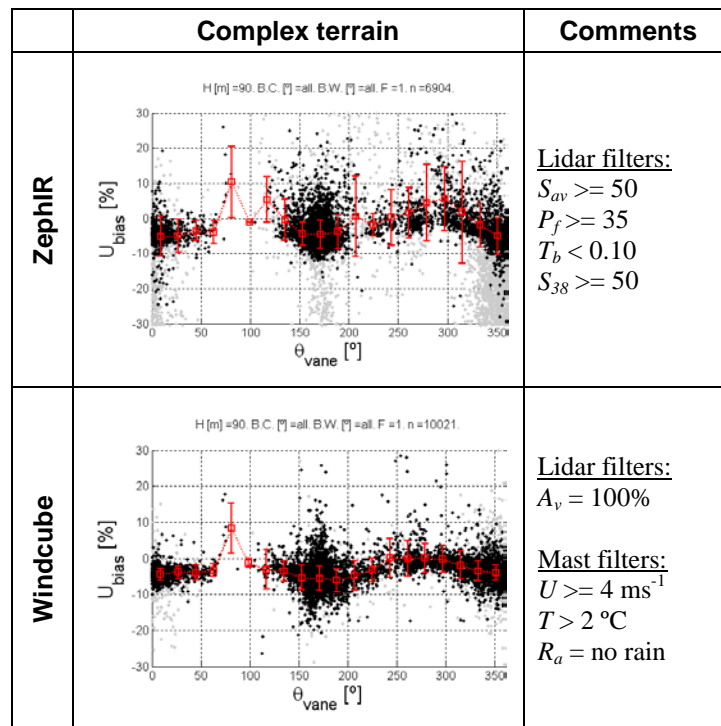 Complex terrain
Comments
ZephIR
H [m] =90. B.C. [º] =all. B.W. [º] =all. F =1. n =6904.
30
20
10
0
-10
-20
-30
0 50 100 150 200 250 300 350
U_bias [%]
θ_vane [º]
Lidar filters:
S_av >= 50
P_f >= 35
T_b < 0.10
S_38 >= 50
Windcube
H [m] =90. B.C. [º] =all. B.W. [º] =all. F =1. n =10021.
30
20
10
0
-10
-20
-30
0 50 100 150 200 250 300 350
U_bias [%]
θ_vane [º]
Lidar filters:
A_v = 100%
Mast filters:
U >= 4 ms⁻¹
T > 2 ºC
R_a = no rain